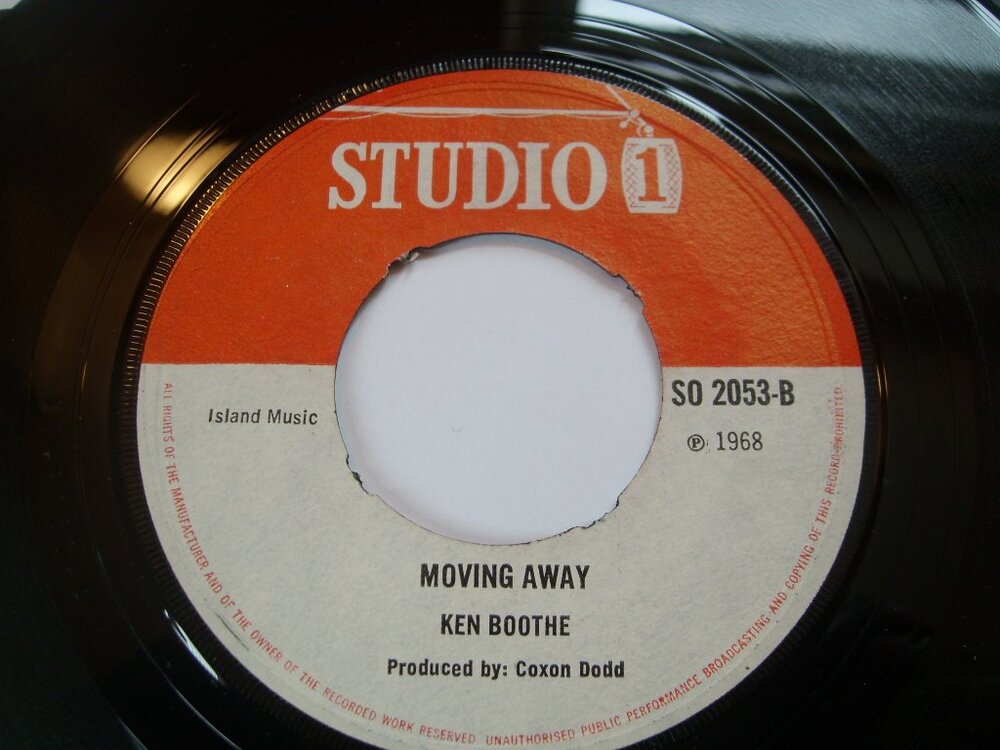 STUDIO 1
Island Music
SO 2053-B
℗ 1968
MOVING AWAY
KEN BOOTHE
Produced by: Coxon Dodd
ALL RIGHTS OF THE MANUFACTURER AND OF THE OWNER OF THE RECORDED WORK RESERVED. UNAUTHORISED PUBLIC PERFORMANCE BROADCASTING AND COPYING OF THIS RECORD PROHIBITED.